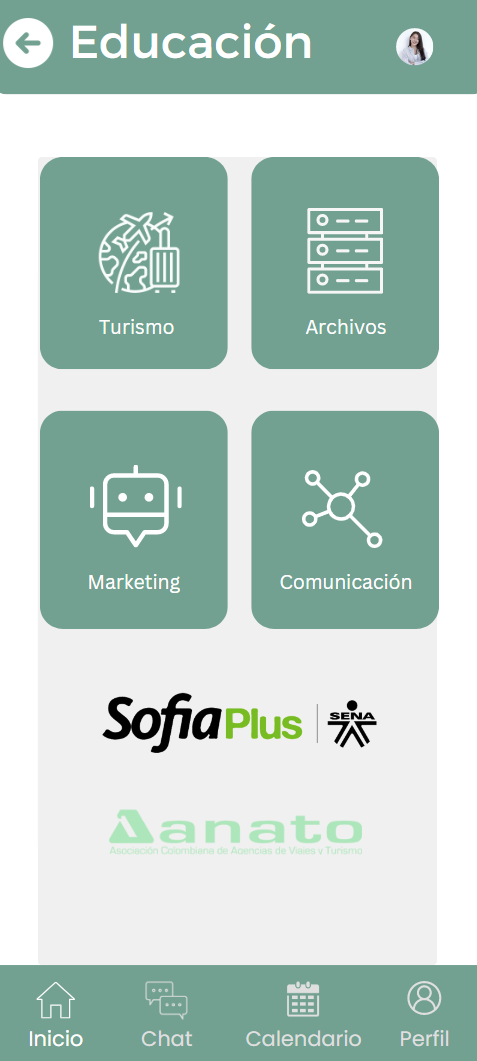 Educación
Turismo
Archivos
Marketing
Comunicación
SofiaPlus
SENA
anato
Asociación Colombiana de Agencias de Viajes y Turismo
Inicio
Chat
Calendario
Perfil